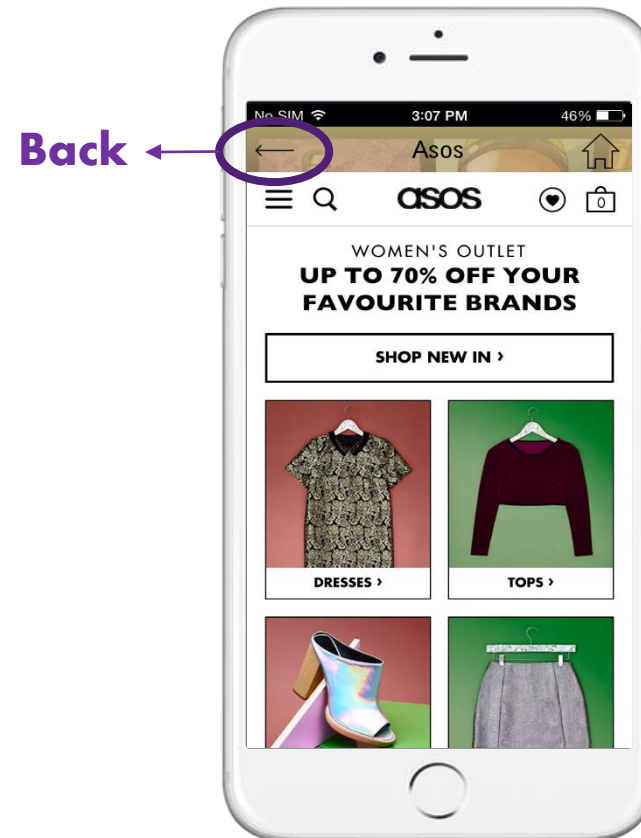 No SIM 3:07 PM 46%
Back
Asos
asos
0
WOMEN'S OUTLET
UP TO 70% OFF YOUR
FAVOURITE BRANDS
SHOP NEW IN ›
DRESSES › TOPS ›